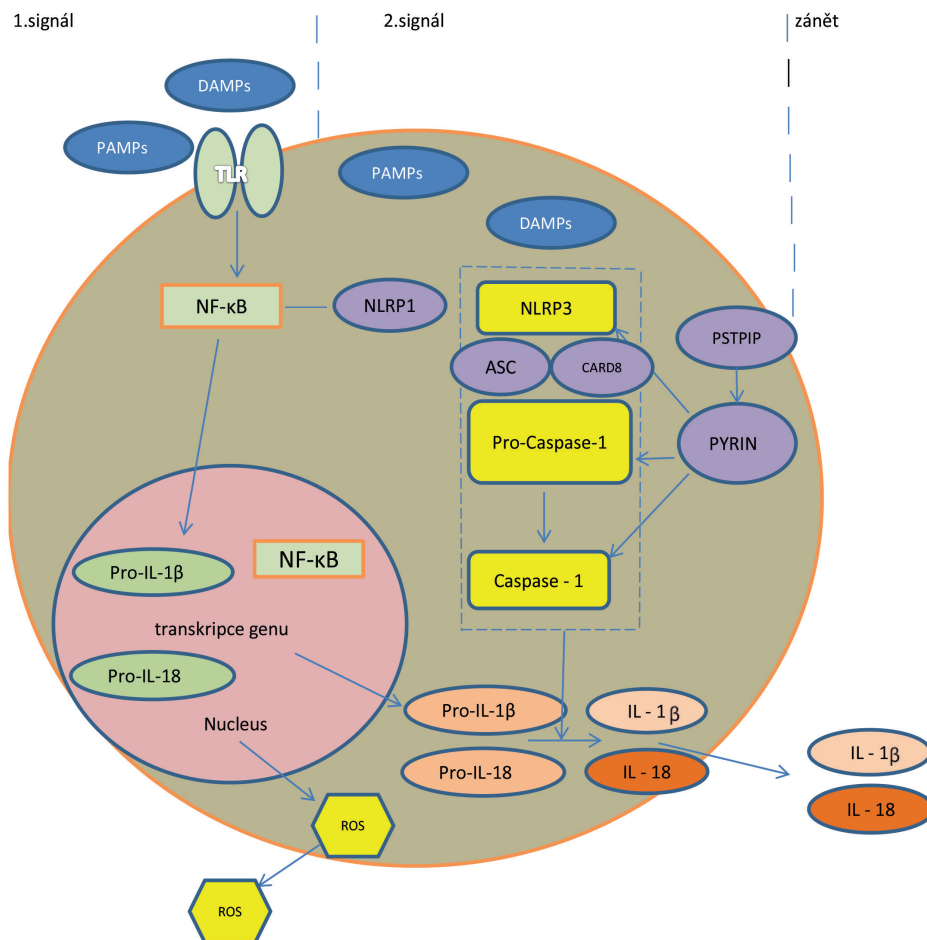 1.signál
2.signál
zánět
DAMPs
PAMPs
TLR
PAMPs
DAMPs
NF-κB
NLRP1
NLRP3
PSTPIP
ASC
CARD8
Pro-Caspase-1
PYRIN
NF-κB
Pro-IL-1β
Caspase - 1
transkripce genu
Pro-IL-18
Nucleus
Pro-IL-1β
IL - 1β
IL - 1β
Pro-IL-18
IL - 18
IL - 18
ROS
ROS